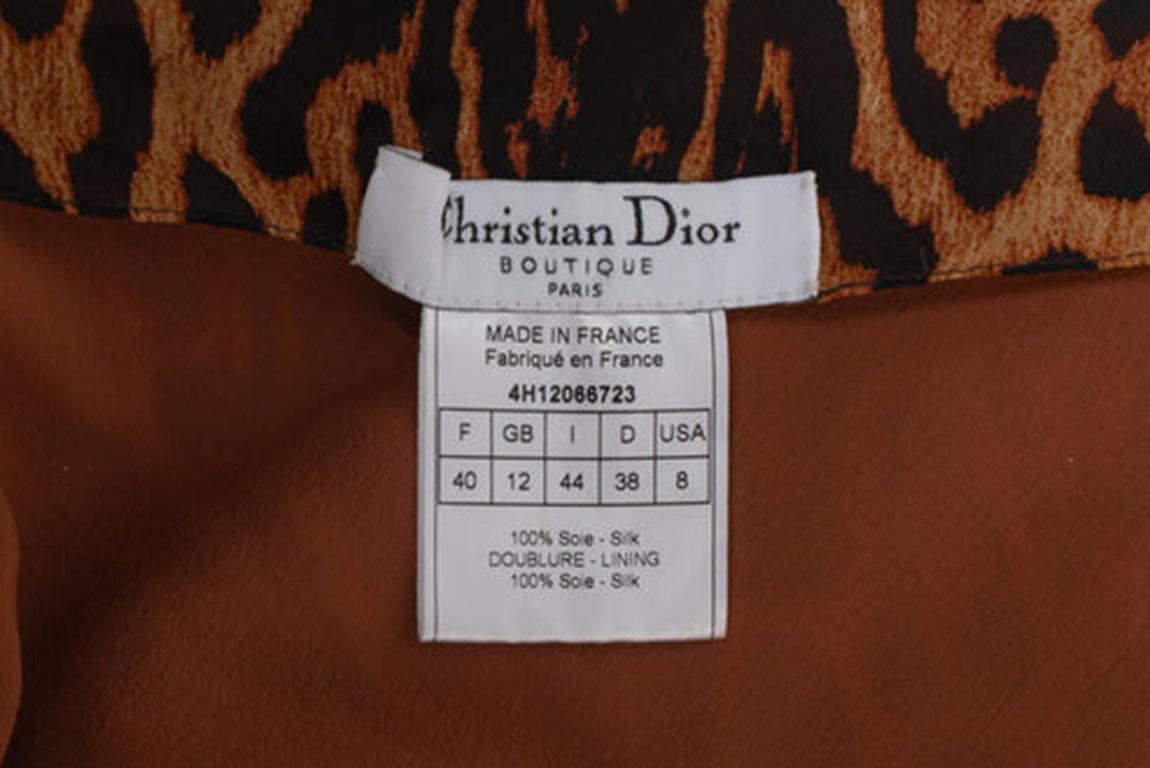 Christian Dior
BOUTIQUE
PARIS
MADE IN FRANCE
Fabriqué en France
4H12066723
F GB I D USA
40 12 44 38 8
100% Soie - Silk
DOUBLURE - LINING
100% Soie - Silk